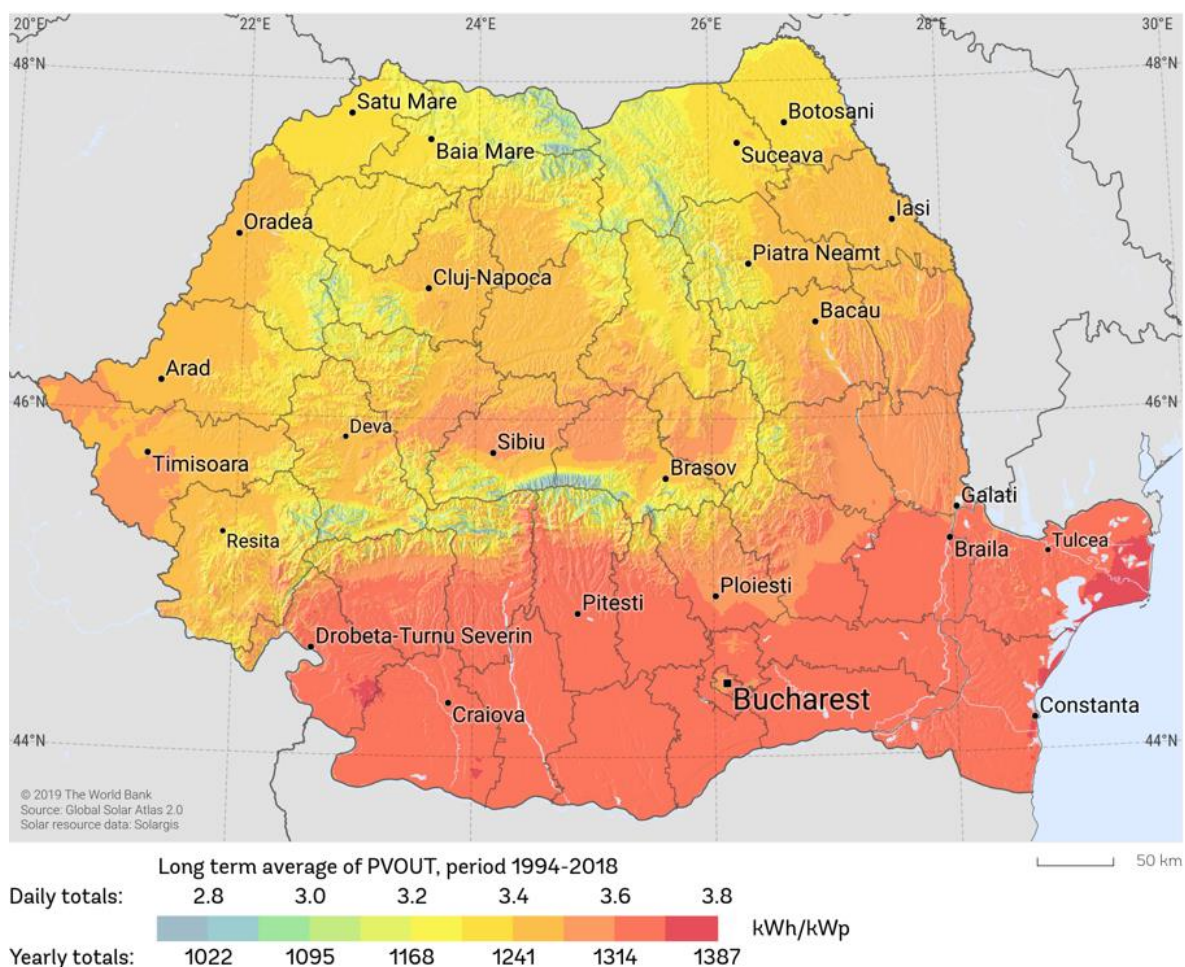 20°E 22°E 24°E 26°E 28°E 30°E
48°N 48°N
Satu Mare
Botosani
Baia Mare
Suceava
Iasi
Oradea
Piatra Neamt
Cluj-Napoca
Bacau
Arad
46°N 46°N
Deva
Sibiu
Timisoara
Brasov
Galati
Resita
Braila
Tulcea
Ploiesti
Pitesti
Drobeta-Turnu Severin
Bucharest
Craiova
Constanta
44°N 44°N
© 2019 The World Bank
Source: Global Solar Atlas 2.0
Solar resource data: Solargis
Long term average of PVOUT, period 1994-2018
50 km
Daily totals: 2.8 3.0 3.2 3.4 3.6 3.8
kWh/kWp
Yearly totals: 1022 1095 1168 1241 1314 1387